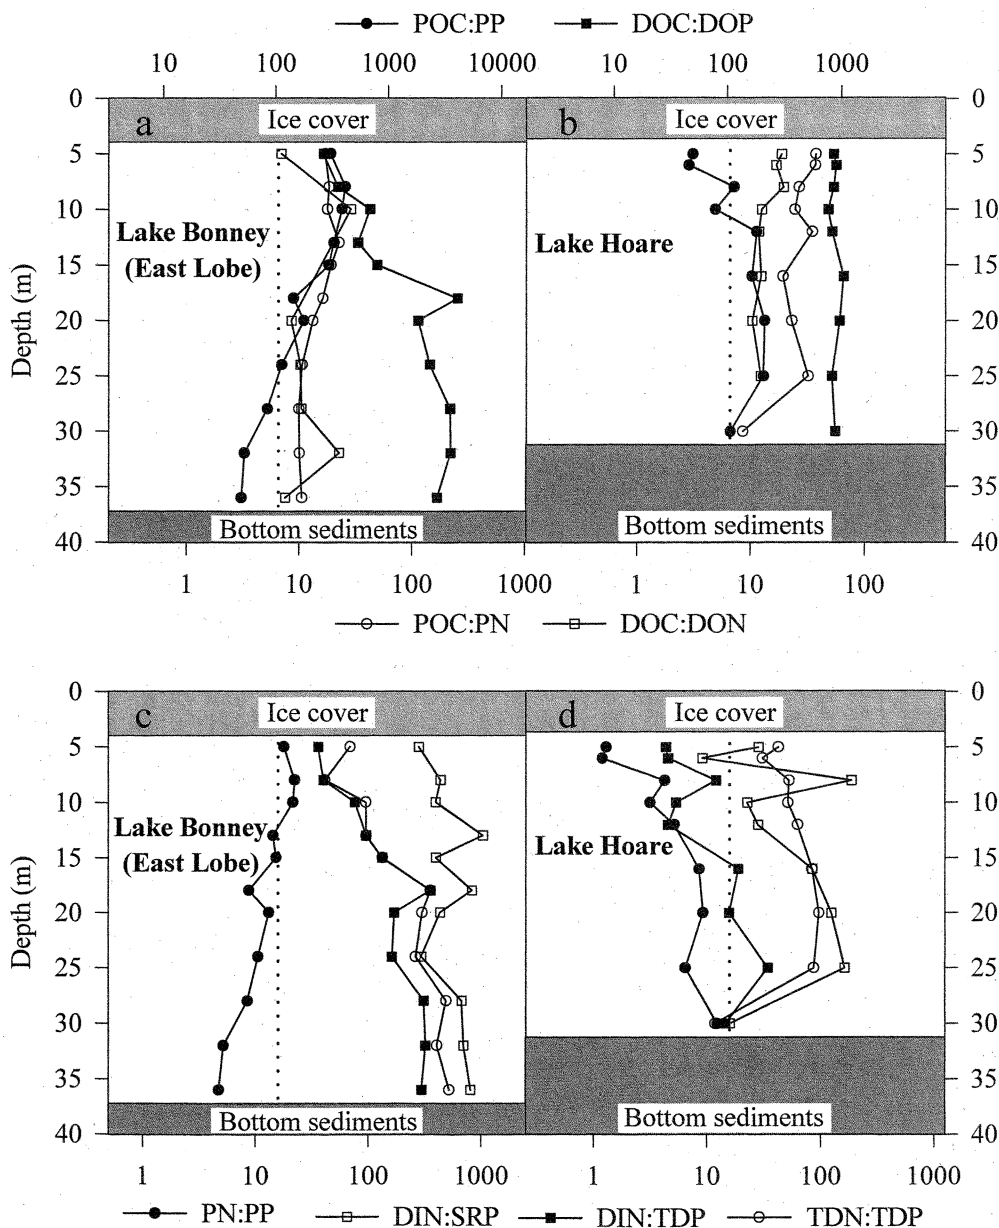 POC:PP DOC:DOP
10 100 1000 10000 10 100 1000
0 a Ice cover b Ice cover 0
5 5
10 10
Lake Bonney
(East Lobe)
Lake Hoare
15 15
Depth (m)
20 20
25 25
30 30
35 35
Bottom sediments Bottom sediments
40 40
1 10 100 1000 1 10 100
POC:PN DOC:DON
0 c Ice cover d Ice cover 0
5 5
10 10
Lake Bonney
(East Lobe)
Lake Hoare
15 15
Depth (m)
20 20
25 25
30 30
35 35
Bottom sediments Bottom sediments
40 40
1 10 100 1000 1 10 100 1000
PN:PP DIN:SRP DIN:TDP TDN:TDP